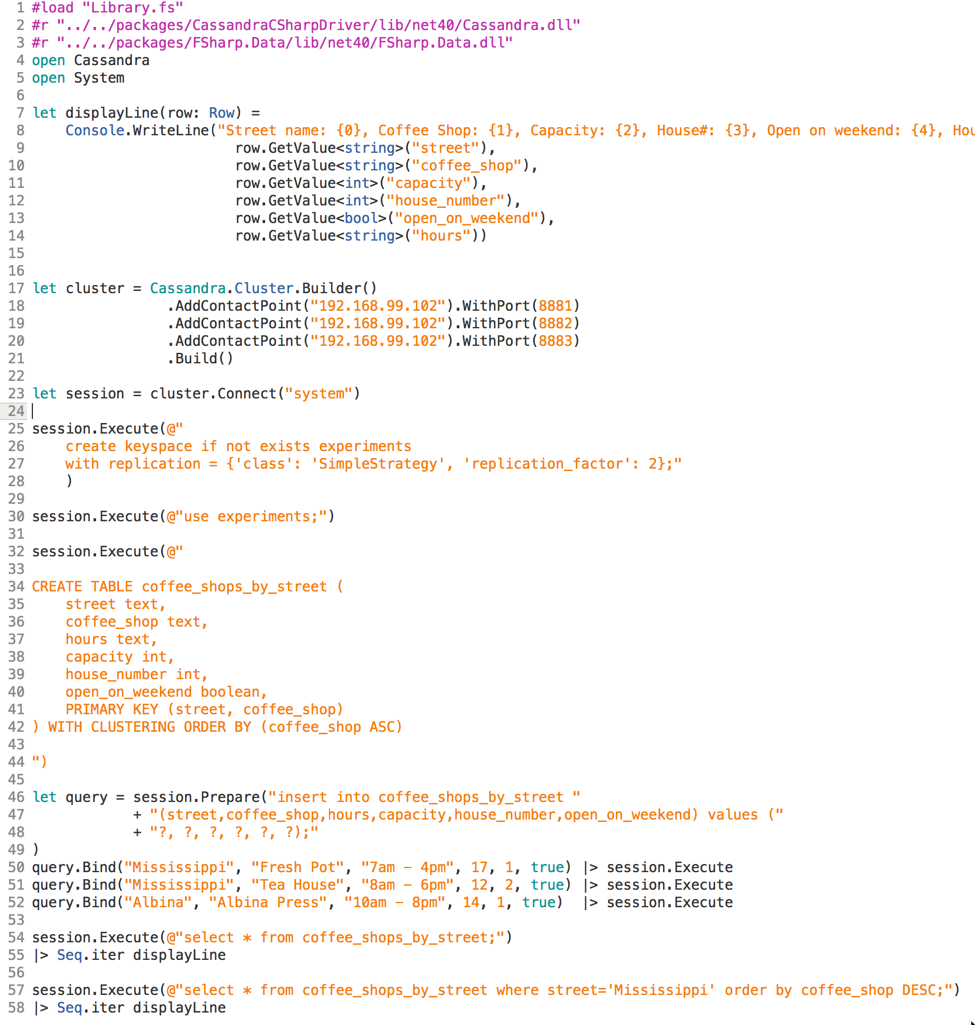 1 #load "Library.fs"
2 #r "../../packages/CassandraCSharpDriver/lib/net40/Cassandra.dll"
3 #r "../../packages/FSharp.Data/lib/net40/FSharp.Data.dll"
4 open Cassandra
5 open System
6
7 let displayLine(row: Row) =
8     Console.WriteLine("Street name: {0}, Coffee Shop: {1}, Capacity: {2}, House#: {3}, Open on weekend: {4}, Hou
9                         row.GetValue<string>("street"),
10                         row.GetValue<string>("coffee_shop"),
11                         row.GetValue<int>("capacity"),
12                         row.GetValue<int>("house_number"),
13                         row.GetValue<bool>("open_on_weekend"),
14                         row.GetValue<string>("hours"))
15
16
17 let cluster = Cassandra.Cluster.Builder()
18                 .AddContactPoint("192.168.99.102").WithPort(8881)
19                 .AddContactPoint("192.168.99.102").WithPort(8882)
20                 .AddContactPoint("192.168.99.102").WithPort(8883)
21                 .Build()
22
23 let session = cluster.Connect("system")
24
25 session.Execute(@"
26     create keyspace if not exists experiments
27     with replication = {'class': 'SimpleStrategy', 'replication_factor': 2};"
28     )
29
30 session.Execute(@"use experiments;")
31
32 session.Execute(@"
33
34 CREATE TABLE coffee_shops_by_street (
35     street text,
36     coffee_shop text,
37     hours text,
38     capacity int,
39     house_number int,
40     open_on_weekend boolean,
41     PRIMARY KEY (street, coffee_shop)
42 ) WITH CLUSTERING ORDER BY (coffee_shop ASC)
43
44 ")
45
46 let query = session.Prepare("insert into coffee_shops_by_street "
47             + "(street,coffee_shop,hours,capacity,house_number,open_on_weekend) values ("
48             + "?, ?, ?, ?, ?, ?);"
49 )
50 query.Bind("Mississippi", "Fresh Pot", "7am – 4pm", 17, 1, true) |> session.Execute
51 query.Bind("Mississippi", "Tea House", "8am – 6pm", 12, 2, true) |> session.Execute
52 query.Bind("Albina", "Albina Press", "10am – 8pm", 14, 1, true)  |> session.Execute
53
54 session.Execute(@"select * from coffee_shops_by_street;")
55 |> Seq.iter displayLine
56
57 session.Execute(@"select * from coffee_shops_by_street where street='Mississippi' order by coffee_shop DESC;")
58 |> Seq.iter displayLine